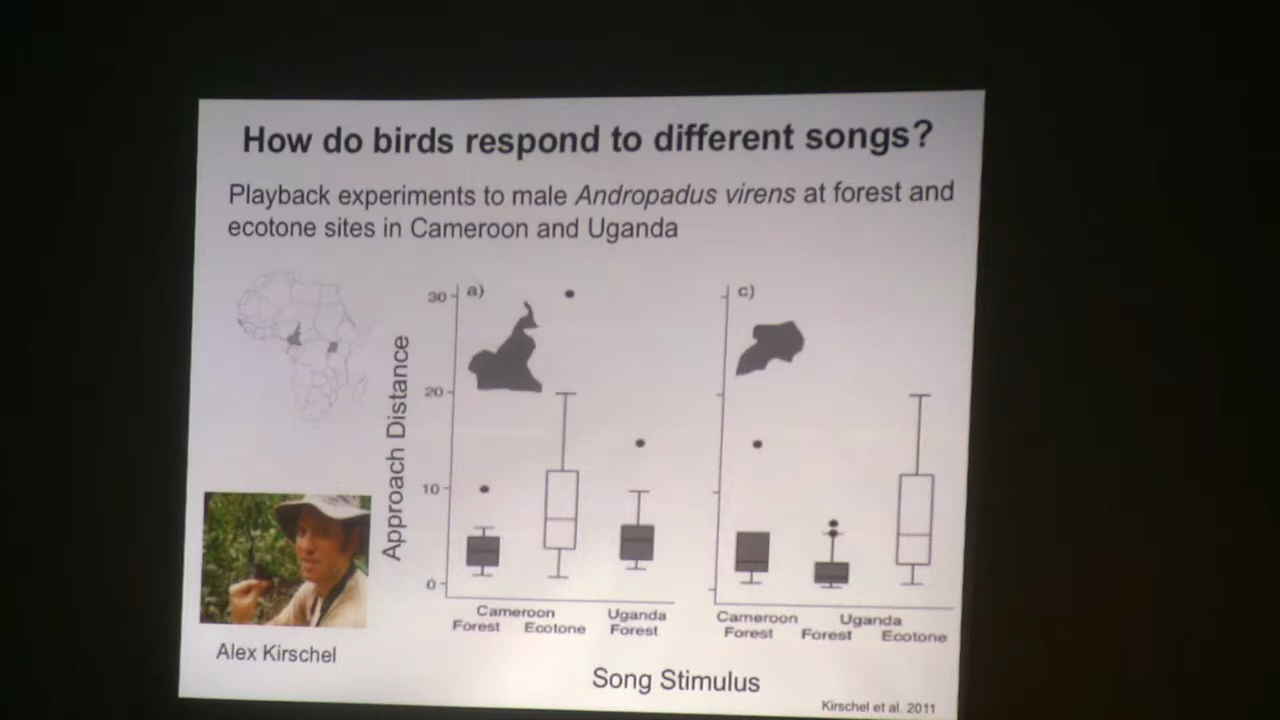 How do birds respond to different songs?
Playback experiments to male Andropadus virens at forest and
ecotone sites in Cameroon and Uganda
30
a)
20
10
0
Approach Distance
c)
Cameroon
Uganda
Forest
Ecotone
Forest
Cameroon
Uganda
Forest
Forest
Ecotone
Alex Kirschel
Song Stimulus
Kirschel et al. 2011